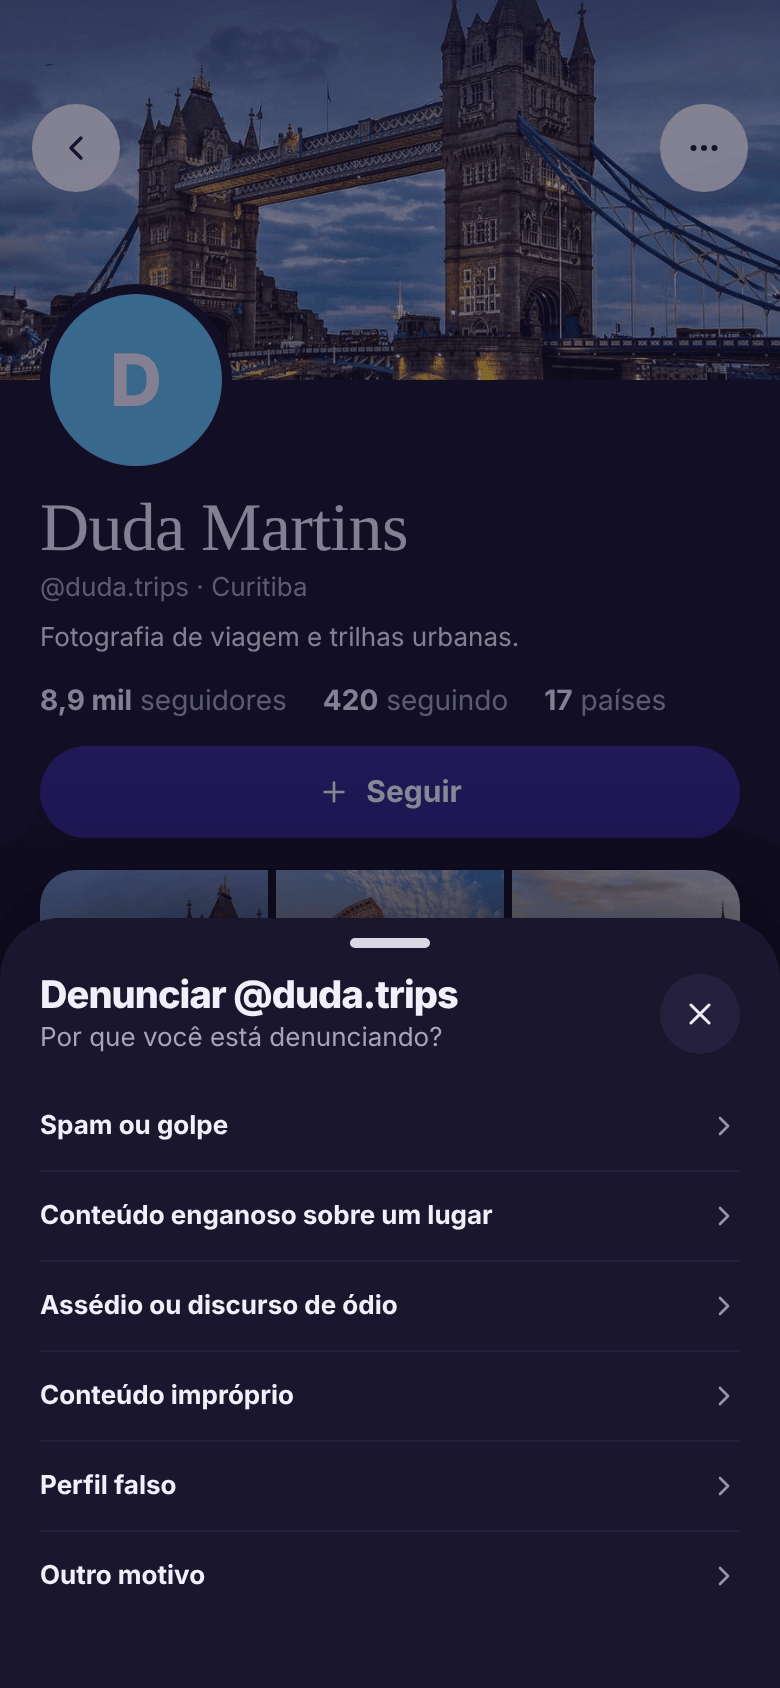 D
Duda Martins
@duda.trips · Curitiba
Fotografia de viagem e trilhas urbanas.
8,9 mil seguidores 420 seguindo 17 países
+ Seguir
Denunciar @duda.trips
Por que você está denunciando?
Spam ou golpe
Conteúdo enganoso sobre um lugar
Assédio ou discurso de ódio
Conteúdo impróprio
Perfil falso
Outro motivo